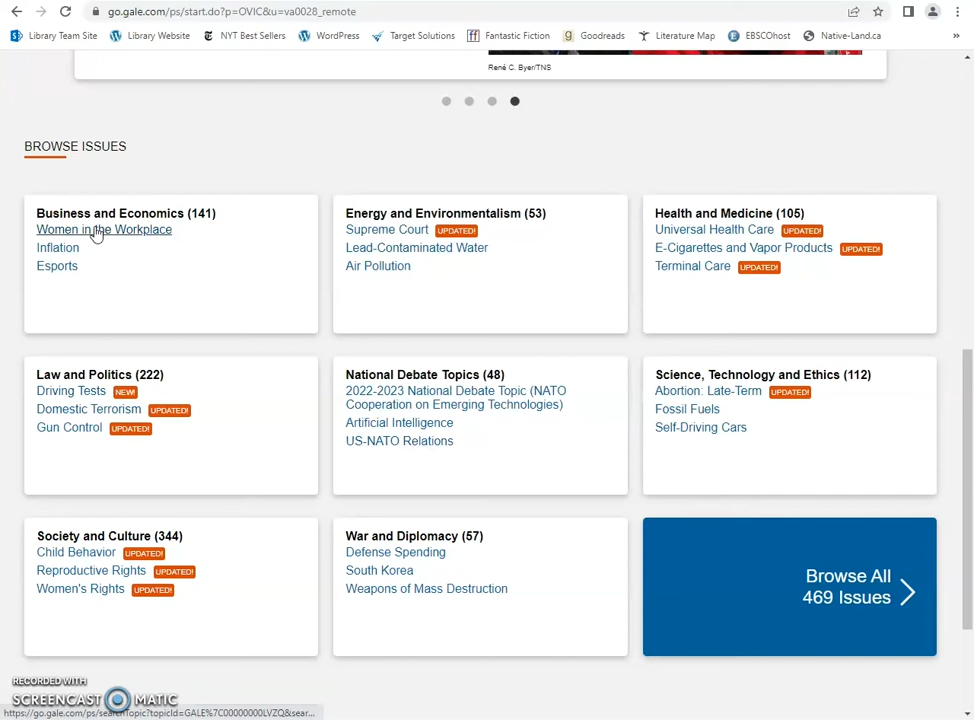 go.gale.com/ps/start.do?p=OVIC&u=va0028_remote
Library Team Site
Library Website
NYT Best Sellers
WordPress
Target Solutions
Fantastic Fiction
Goodreads
Literature Map
EBSCOhost
Native-Land.ca
»
René C. Byer/TNS
BROWSE ISSUES
Business and Economics (141)
Women in the Workplace
Inflation
Esports
Energy and Environmentalism (53)
Supreme Court UPDATED!
Lead-Contaminated Water
Air Pollution
Health and Medicine (105)
Universal Health Care UPDATED!
E-Cigarettes and Vapor Products UPDATED!
Terminal Care UPDATED!
Law and Politics (222)
Driving Tests NEW!
Domestic Terrorism UPDATED!
Gun Control UPDATED!
National Debate Topics (48)
2022-2023 National Debate Topic (NATO
Cooperation on Emerging Technologies)
Artificial Intelligence
US-NATO Relations
Science, Technology and Ethics (112)
Abortion: Late-Term UPDATED!
Fossil Fuels
Self-Driving Cars
Society and Culture (344)
Child Behavior UPDATED!
Reproductive Rights UPDATED!
Women's Rights UPDATED!
War and Diplomacy (57)
Defense Spending
South Korea
Weapons of Mass Destruction
Browse All
469 Issues
RECORDED WITH
SCREENCAST MATIC
https://go.gale.com/ps/searchTopic?topicId=GALE%7C00000000LVZQ&sear...